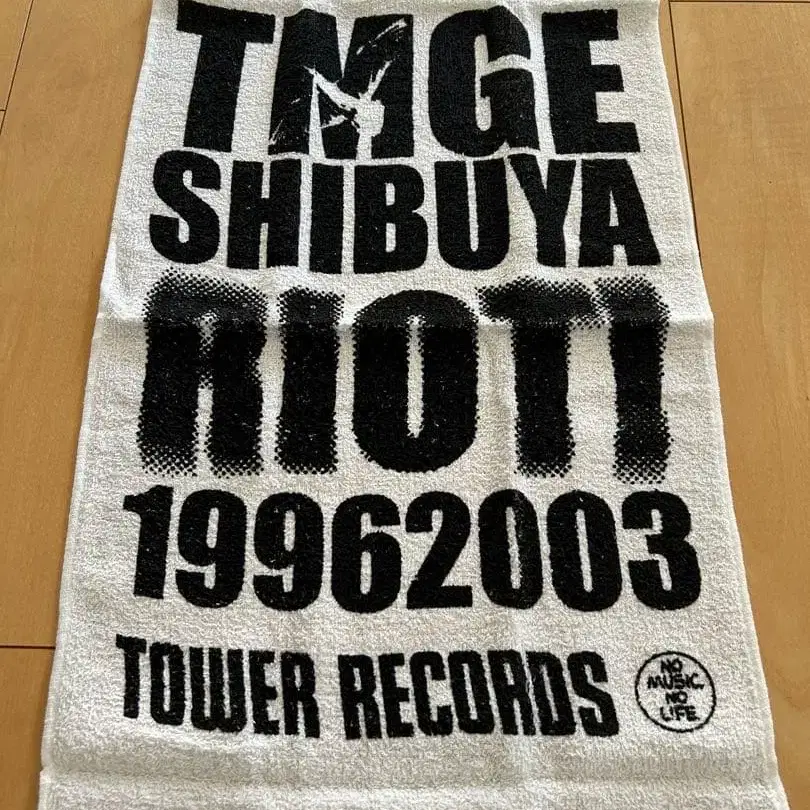 TMGE
SHIBUYA
RIOT!
19962003
TOWER RECORDS
NO
MUSIC,
NO
LIFE.